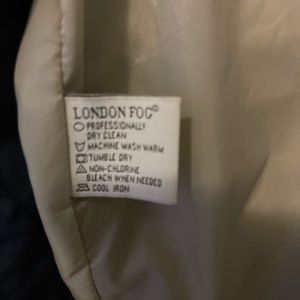 LONDON FOG®
PROFESSIONALLY
DRY CLEAN
MACHINE WASH WARM
TUMBLE DRY
NON-CHLORINE
BLEACH WHEN NEEDED
COOL IRON